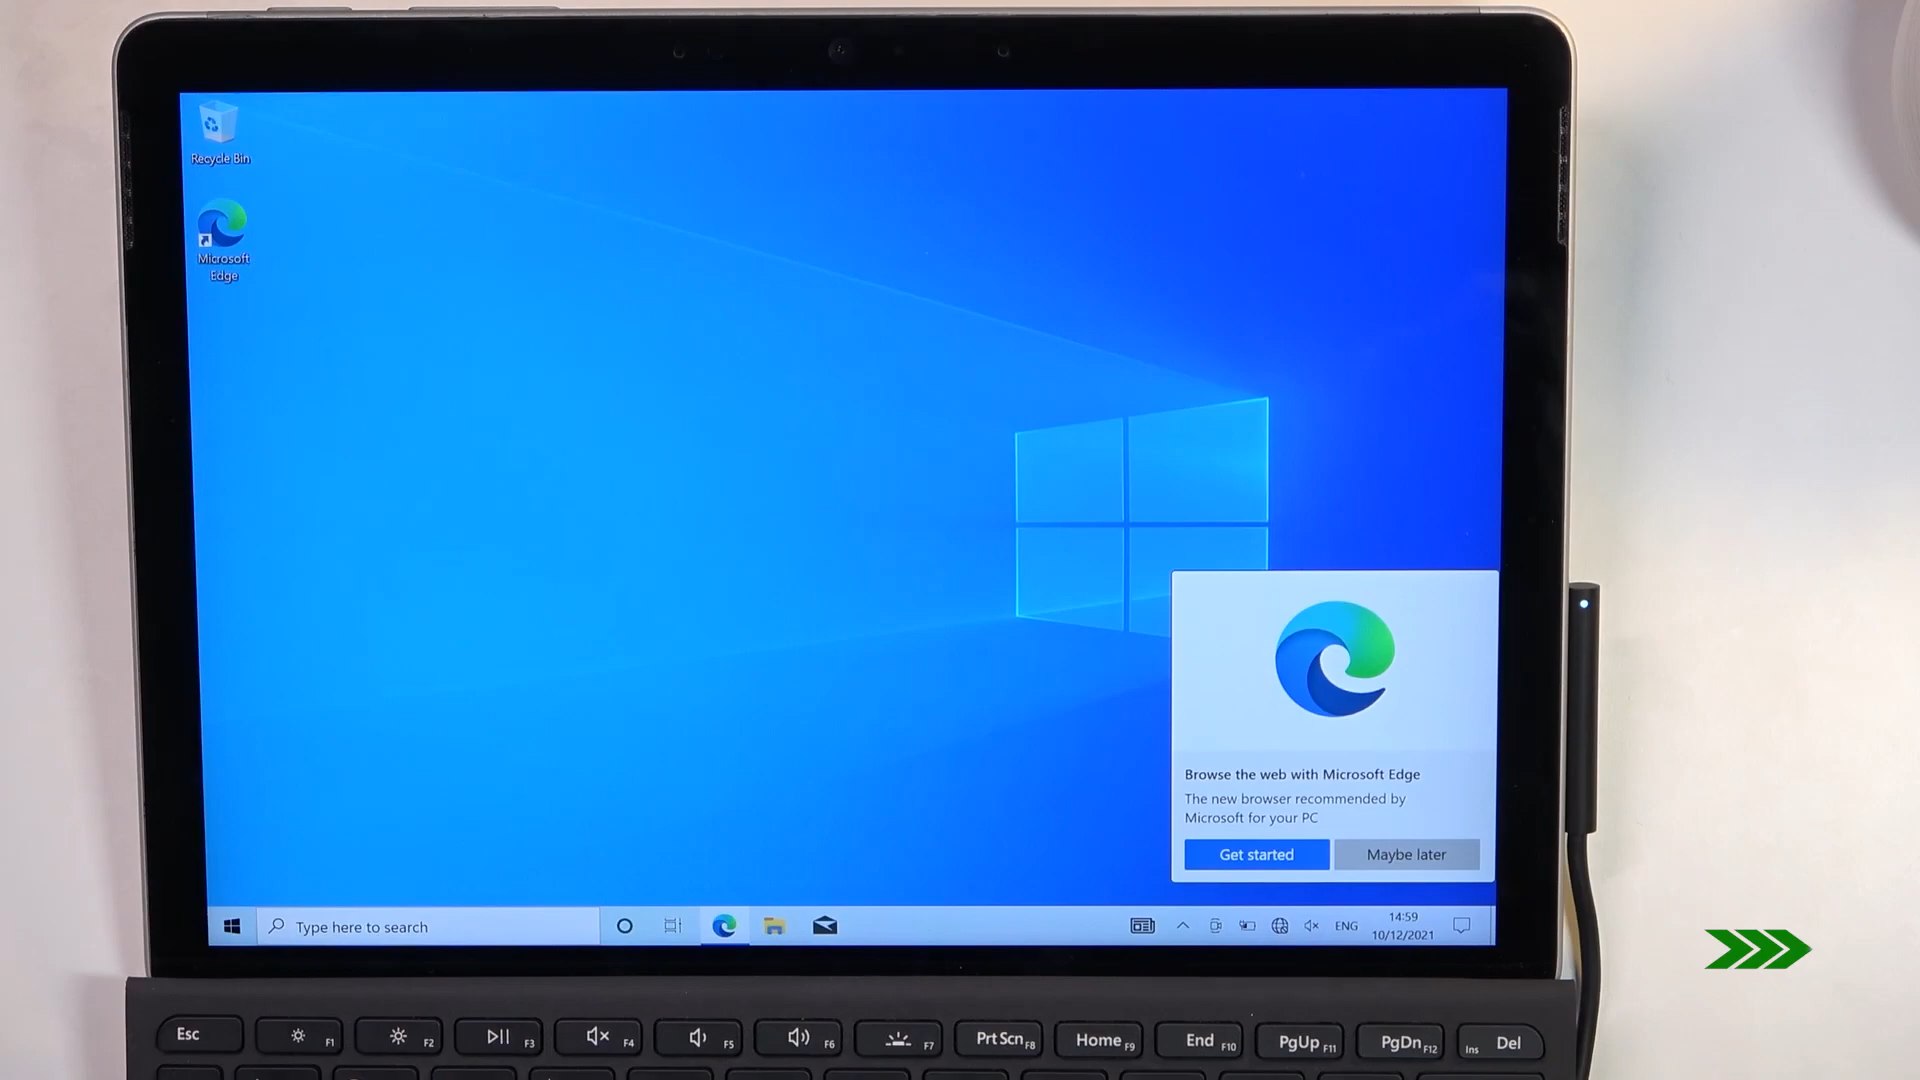 Recycle Bin
Microsoft
Edge
Browse the web with Microsoft Edge
The new browser recommended by
Microsoft for your PC
Get started
Maybe later
Type here to search
ENG
14:59
10/12/2021
Esc
F1
F2
F3
F4
F5
F6
F7
Prt Scn F8
Home F9
End F10
PgUp F11
PgDn F12
Ins Del